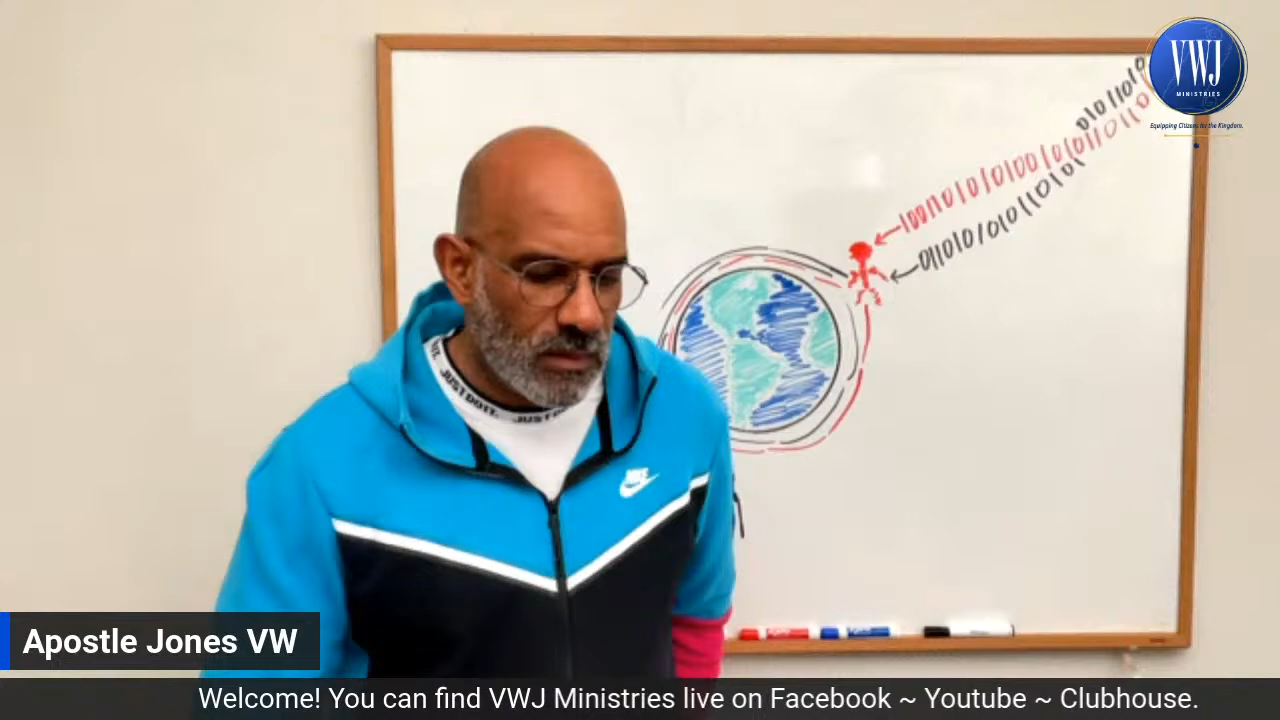 VWJ
MINISTRIES
Equipping Citizens for the Kingdom.
JUST DO IT.
NIKE
Apostle Jones VW
Welcome! You can find VWJ Ministries live on Facebook ~ Youtube ~ Clubhouse.